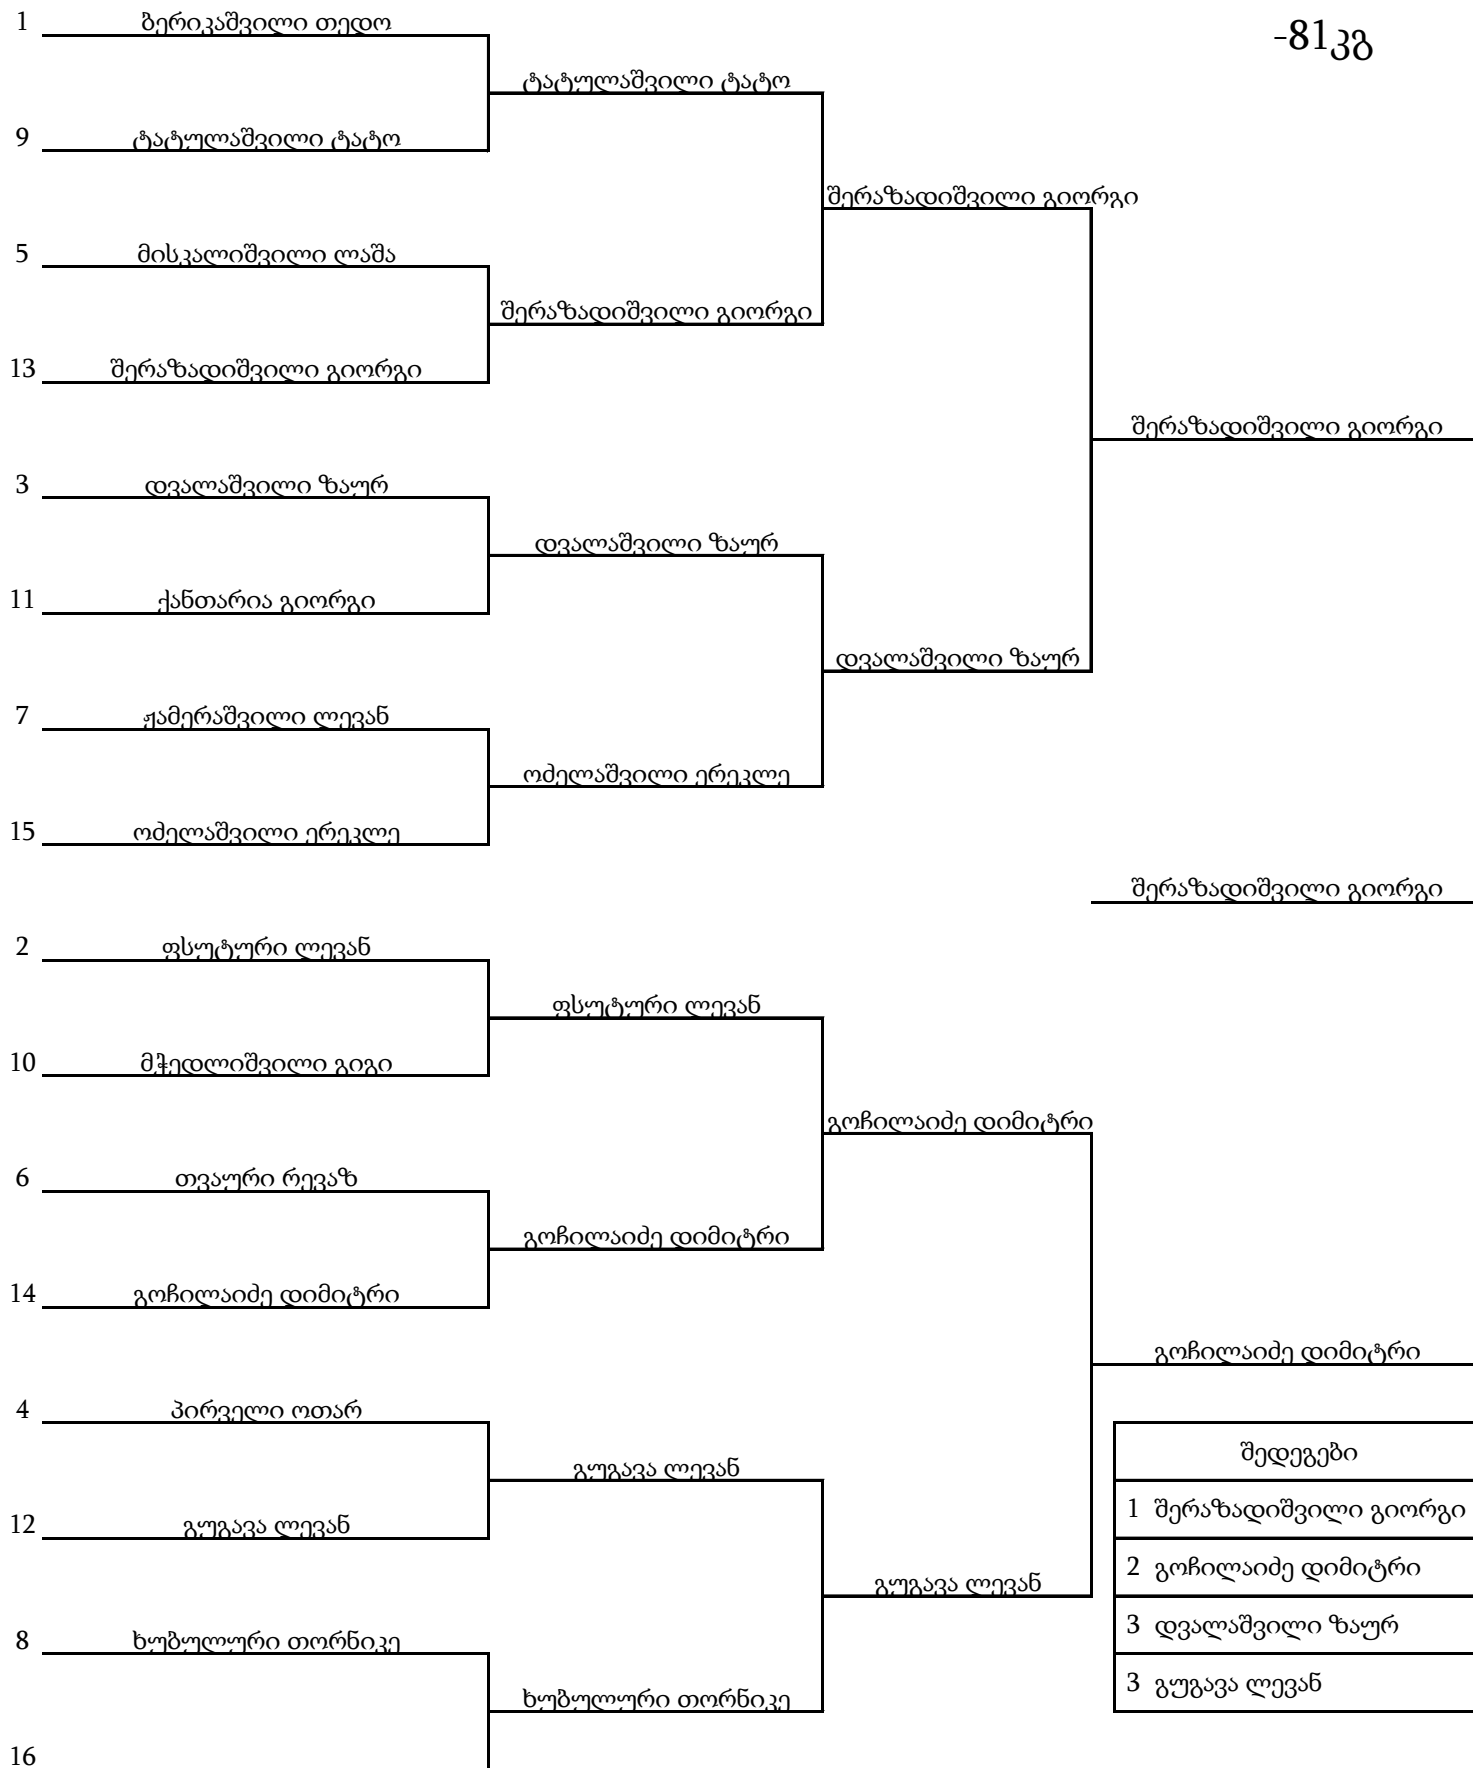 -81კგ
1 ბერიკაშვილი თედო
ტატულაშვილი ტატო
9 ტატულაშვილი ტატო
შერაზადიშვილი გიორგი
5 მისკალიშვილი ლაშა
შერაზადიშვილი გიორგი
13 შერაზადიშვილი გიორგი
შერაზადიშვილი გიორგი
3 დვალაშვილი ზაურ
დვალაშვილი ზაურ
11 ქანთარია გიორგი
დვალაშვილი ზაურ
7 ჟამერაშვილი ლევან
ოძელაშვილი ერეკლე
15 ოძელაშვილი ერეკლე
შერაზადიშვილი გიორგი
2 ფსუტური ლევან
ფსუტური ლევან
10 მჭედლიშვილი გიგი
გოჩილაიძე დიმიტრი
6 თვაური რევაზ
გოჩილაიძე დიმიტრი
14 გოჩილაიძე დიმიტრი
გოჩილაიძე დიმიტრი
4 პირველი ოთარ
გუგავა ლევან
12 გუგავა ლევან
გუგავა ლევან
8 ხუბულური თორნიკე
ხუბულური თორნიკე
16
შედეგები
1 შერაზადიშვილი გიორგი
2 გოჩილაიძე დიმიტრი
3 დვალაშვილი ზაურ
3 გუგავა ლევან